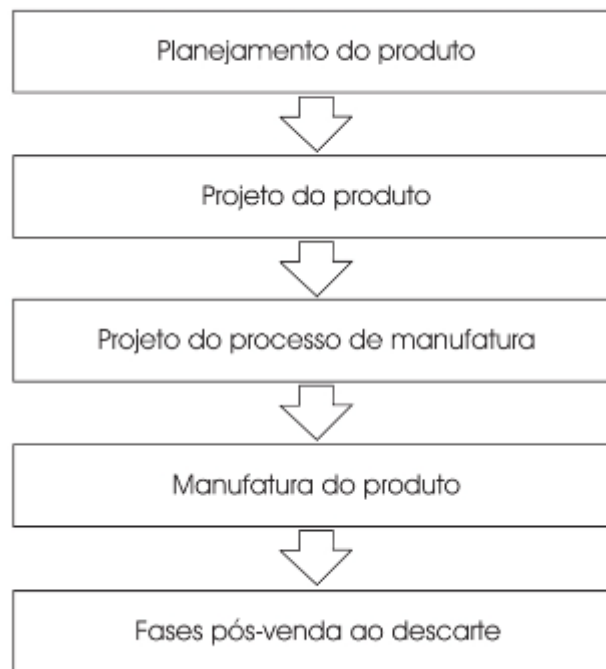 Planejamento do produto
Projeto do produto
Projeto do processo de manufatura
Manufatura do produto
Fases pós-venda ao descarte